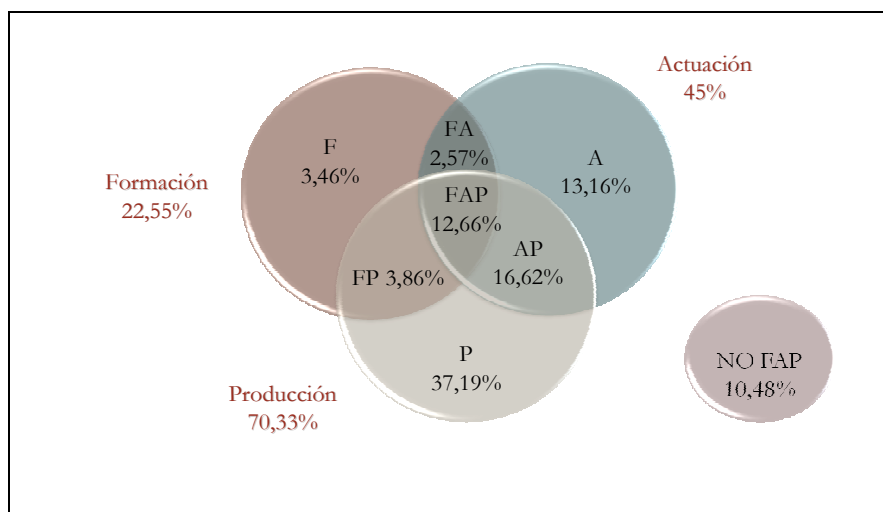 Actuación
45%
FA
2,57%
F
3,46%
A
13,16%
Formación
22,55%
FAP
12,66%
AP
16,62%
FP 3,86%
P
37,19%
NO FAP
10,48%
Producción
70,33%